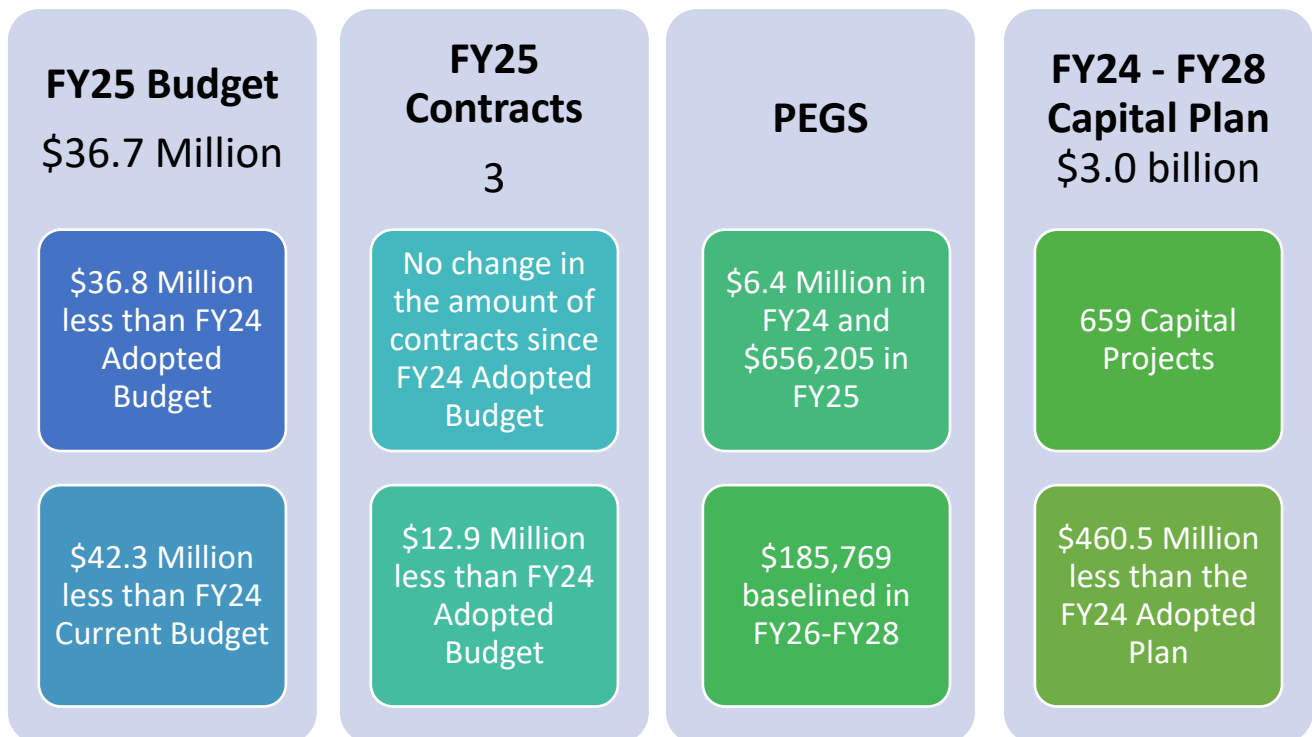 FY25 Budget
$36.7 Million
$36.8 Million
less than FY24
Adopted
Budget
$42.3 Million
less than FY24
Current Budget
FY25
Contracts
3
No change in
the amount of
contracts since
FY24 Adopted
Budget
$12.9 Million
less than FY24
Adopted
Budget
PEGS
$6.4 Million in
FY24 and
$656,205 in
FY25
$185,769
baselined in
FY26-FY28
FY24 - FY28
Capital Plan
$3.0 billion
659 Capital
Projects
$460.5 Million
less than the
FY24 Adopted
Plan